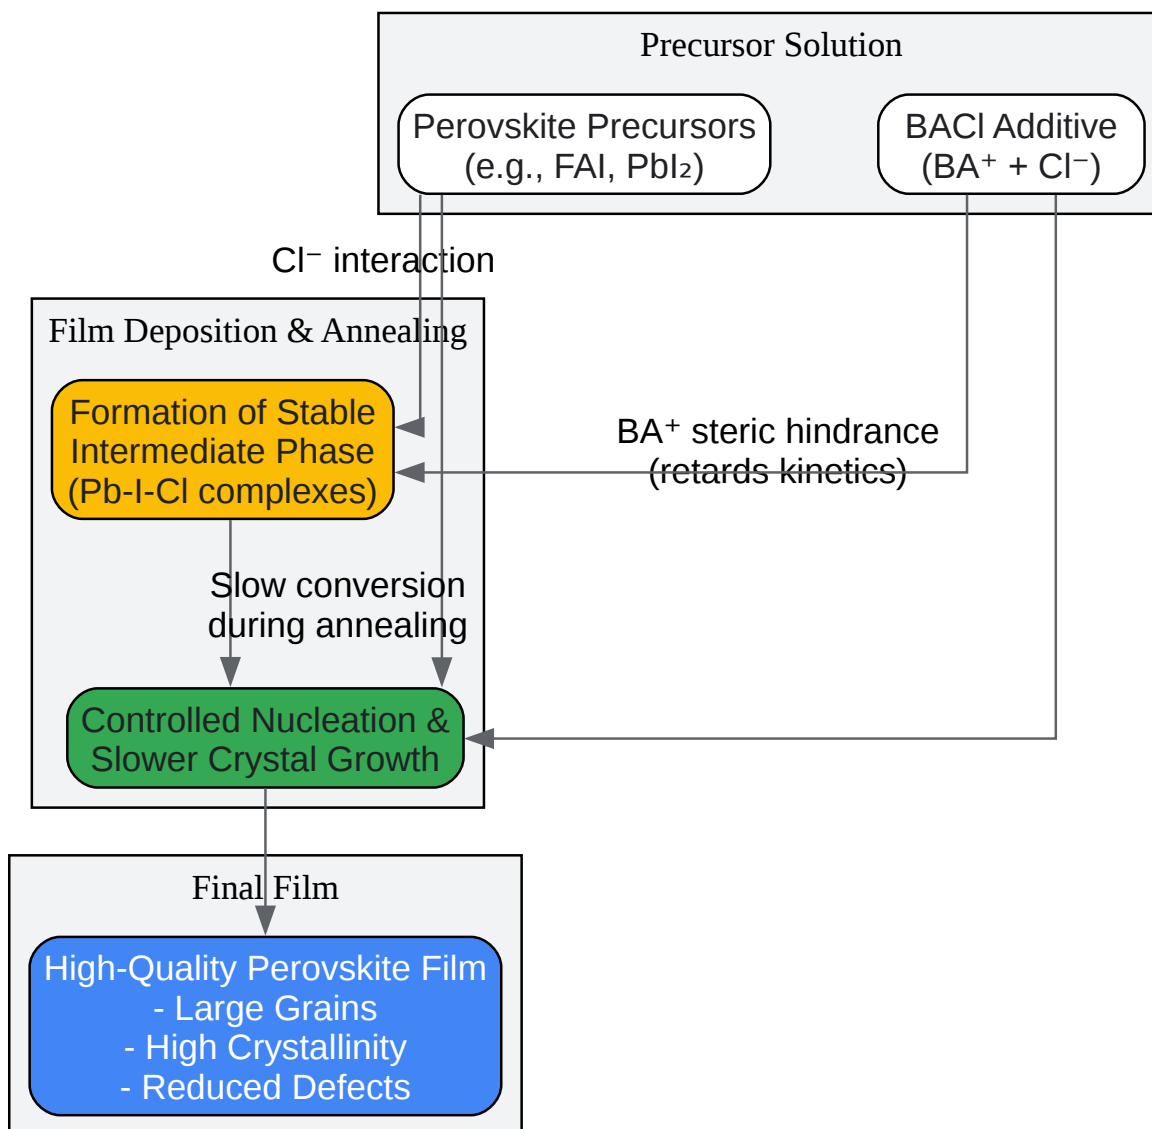 Precursor Solution
Perovskite Precursors
(e.g., FAI, PbI₂)
BACl Additive
(BA⁺ + Cl⁻)
Cl⁻ interaction
Film Deposition & Annealing
Formation of Stable
Intermediate Phase
(Pb-I-Cl complexes)
BA⁺ steric hindrance
(retards kinetics)
Slow conversion
during annealing
Controlled Nucleation &
Slower Crystal Growth
Final Film
High-Quality Perovskite Film
- Large Grains
- High Crystallinity
- Reduced Defects